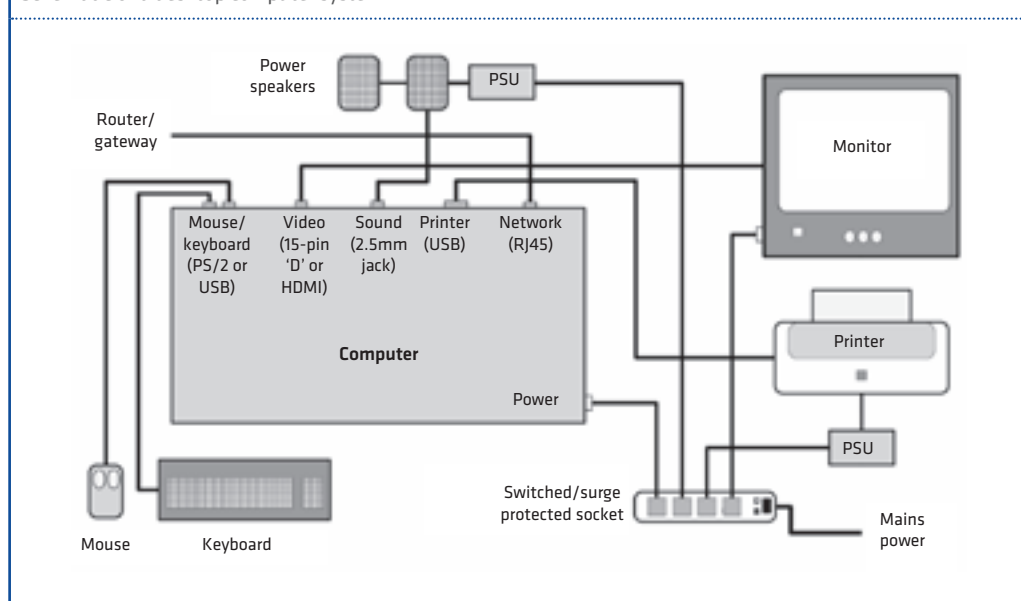 Power
speakers
PSU
Router/
gateway
Monitor
Mouse/
keyboard
(PS/2 or
USB)
Video
(15-pin
'D' or
HDMI)
Sound
(2.5mm
jack)
Printer
(USB)
Network
(RJ45)
Computer
Power
Printer
PSU
Switched/surge
protected socket
Mains
power
Mouse
Keyboard